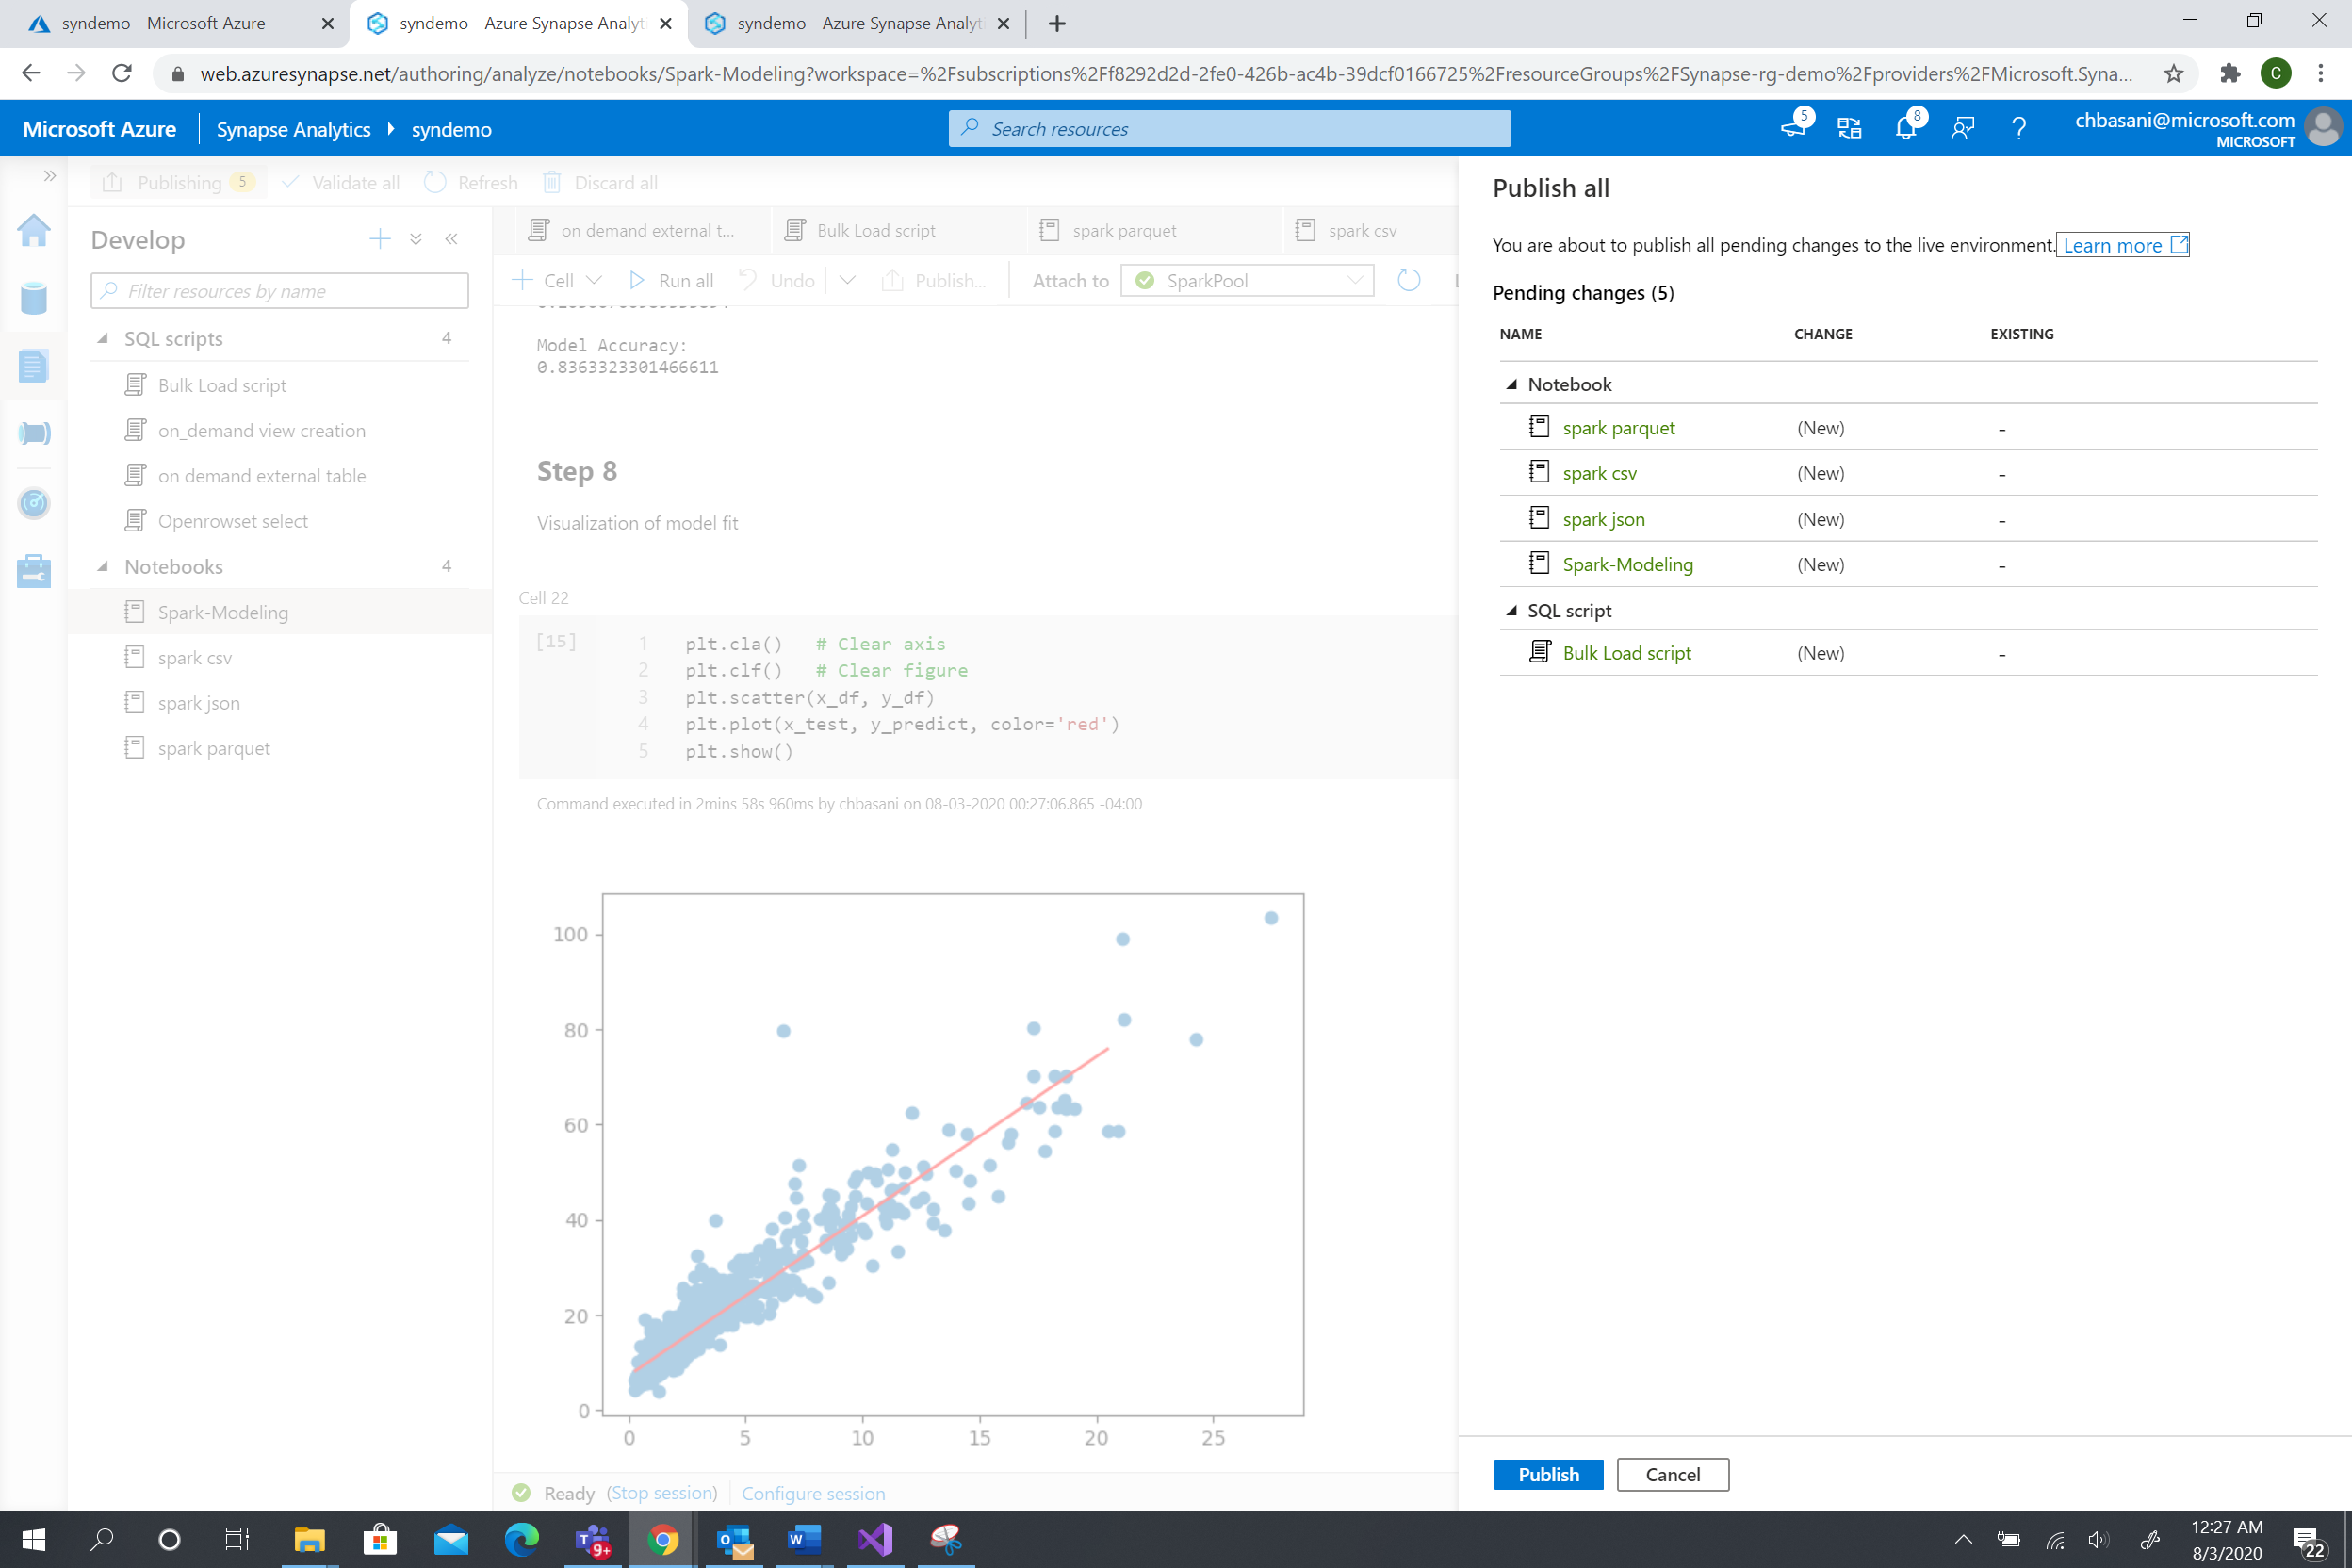 syndemo - Microsoft Azure
syndemo - Azure Synapse Analyt
syndemo - Azure Synapse Analyt
web.azuresynapse.net/authoring/analyze/notebooks/Spark-Modeling?workspace=%2Fsubscriptions%2Ff8292d2d-2fe0-426b-ac4b-39dcf0166725%2FresourceGroups%2FSynapse-rg-demo%2Fproviders%2FMicrosoft.Syna...
C
Microsoft Azure
Synapse Analytics
syndemo
Search resources
5
8
?
chbasani@microsoft.com
MICROSOFT
Publishing 5
Validate all
Refresh
Discard all
Develop
Filter resources by name
SQL scripts 4
Bulk Load script
on_demand view creation
on demand external table
Openrowset select
Notebooks 4
Spark-Modeling
spark csv
spark json
spark parquet
on demand external t...
Bulk Load script
spark parquet
spark csv
Cell
Run all
Undo
Publish...
Attach to
SparkPool
Model Accuracy:
0.8363323301466611
Step 8
Visualization of model fit
Cell 22
[15]
1 plt.cla() # Clear axis
2 plt.clf() # Clear figure
3 plt.scatter(x_df, y_df)
4 plt.plot(x_test, y_predict, color='red')
5 plt.show()
Command executed in 2mins 58s 960ms by chbasani on 08-03-2020 00:27:06.865 -04:00
100
80
60
40
20
0
0 5 10 15 20 25
Ready (Stop session)
Configure session
Publish all
You are about to publish all pending changes to the live environment. Learn more
Pending changes (5)
NAME CHANGE EXISTING
Notebook
spark parquet (New) -
spark csv (New) -
spark json (New) -
Spark-Modeling (New) -
SQL script
Bulk Load script (New) -
Publish
Cancel
T
9+
O
W
12:27 AM
8/3/2020
22